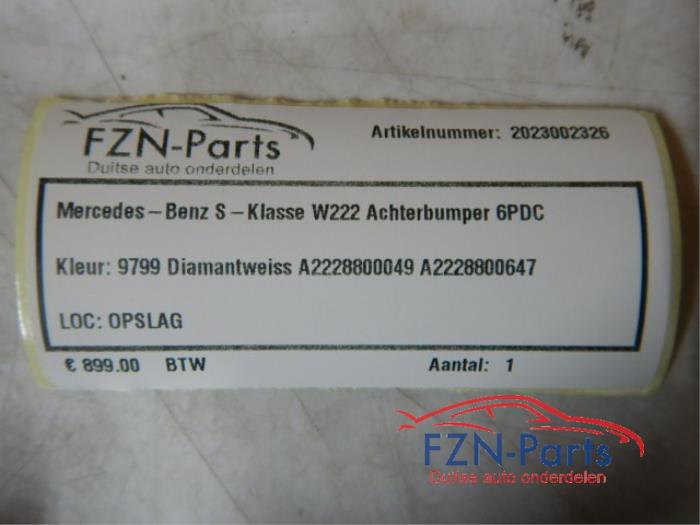 FZN-Parts
Duitse auto onderdelen
Artikelnummer: 2023002326
Mercedes-Benz S-Klasse W222 Achterbumper 6PDC
Kleur: 9799 Diamantweiss A2228800049 A2228800647
LOC: OPSLAG
€ 899.00 BTW
Aantal: 1
FZN-Parts
Duitse auto onderdelen